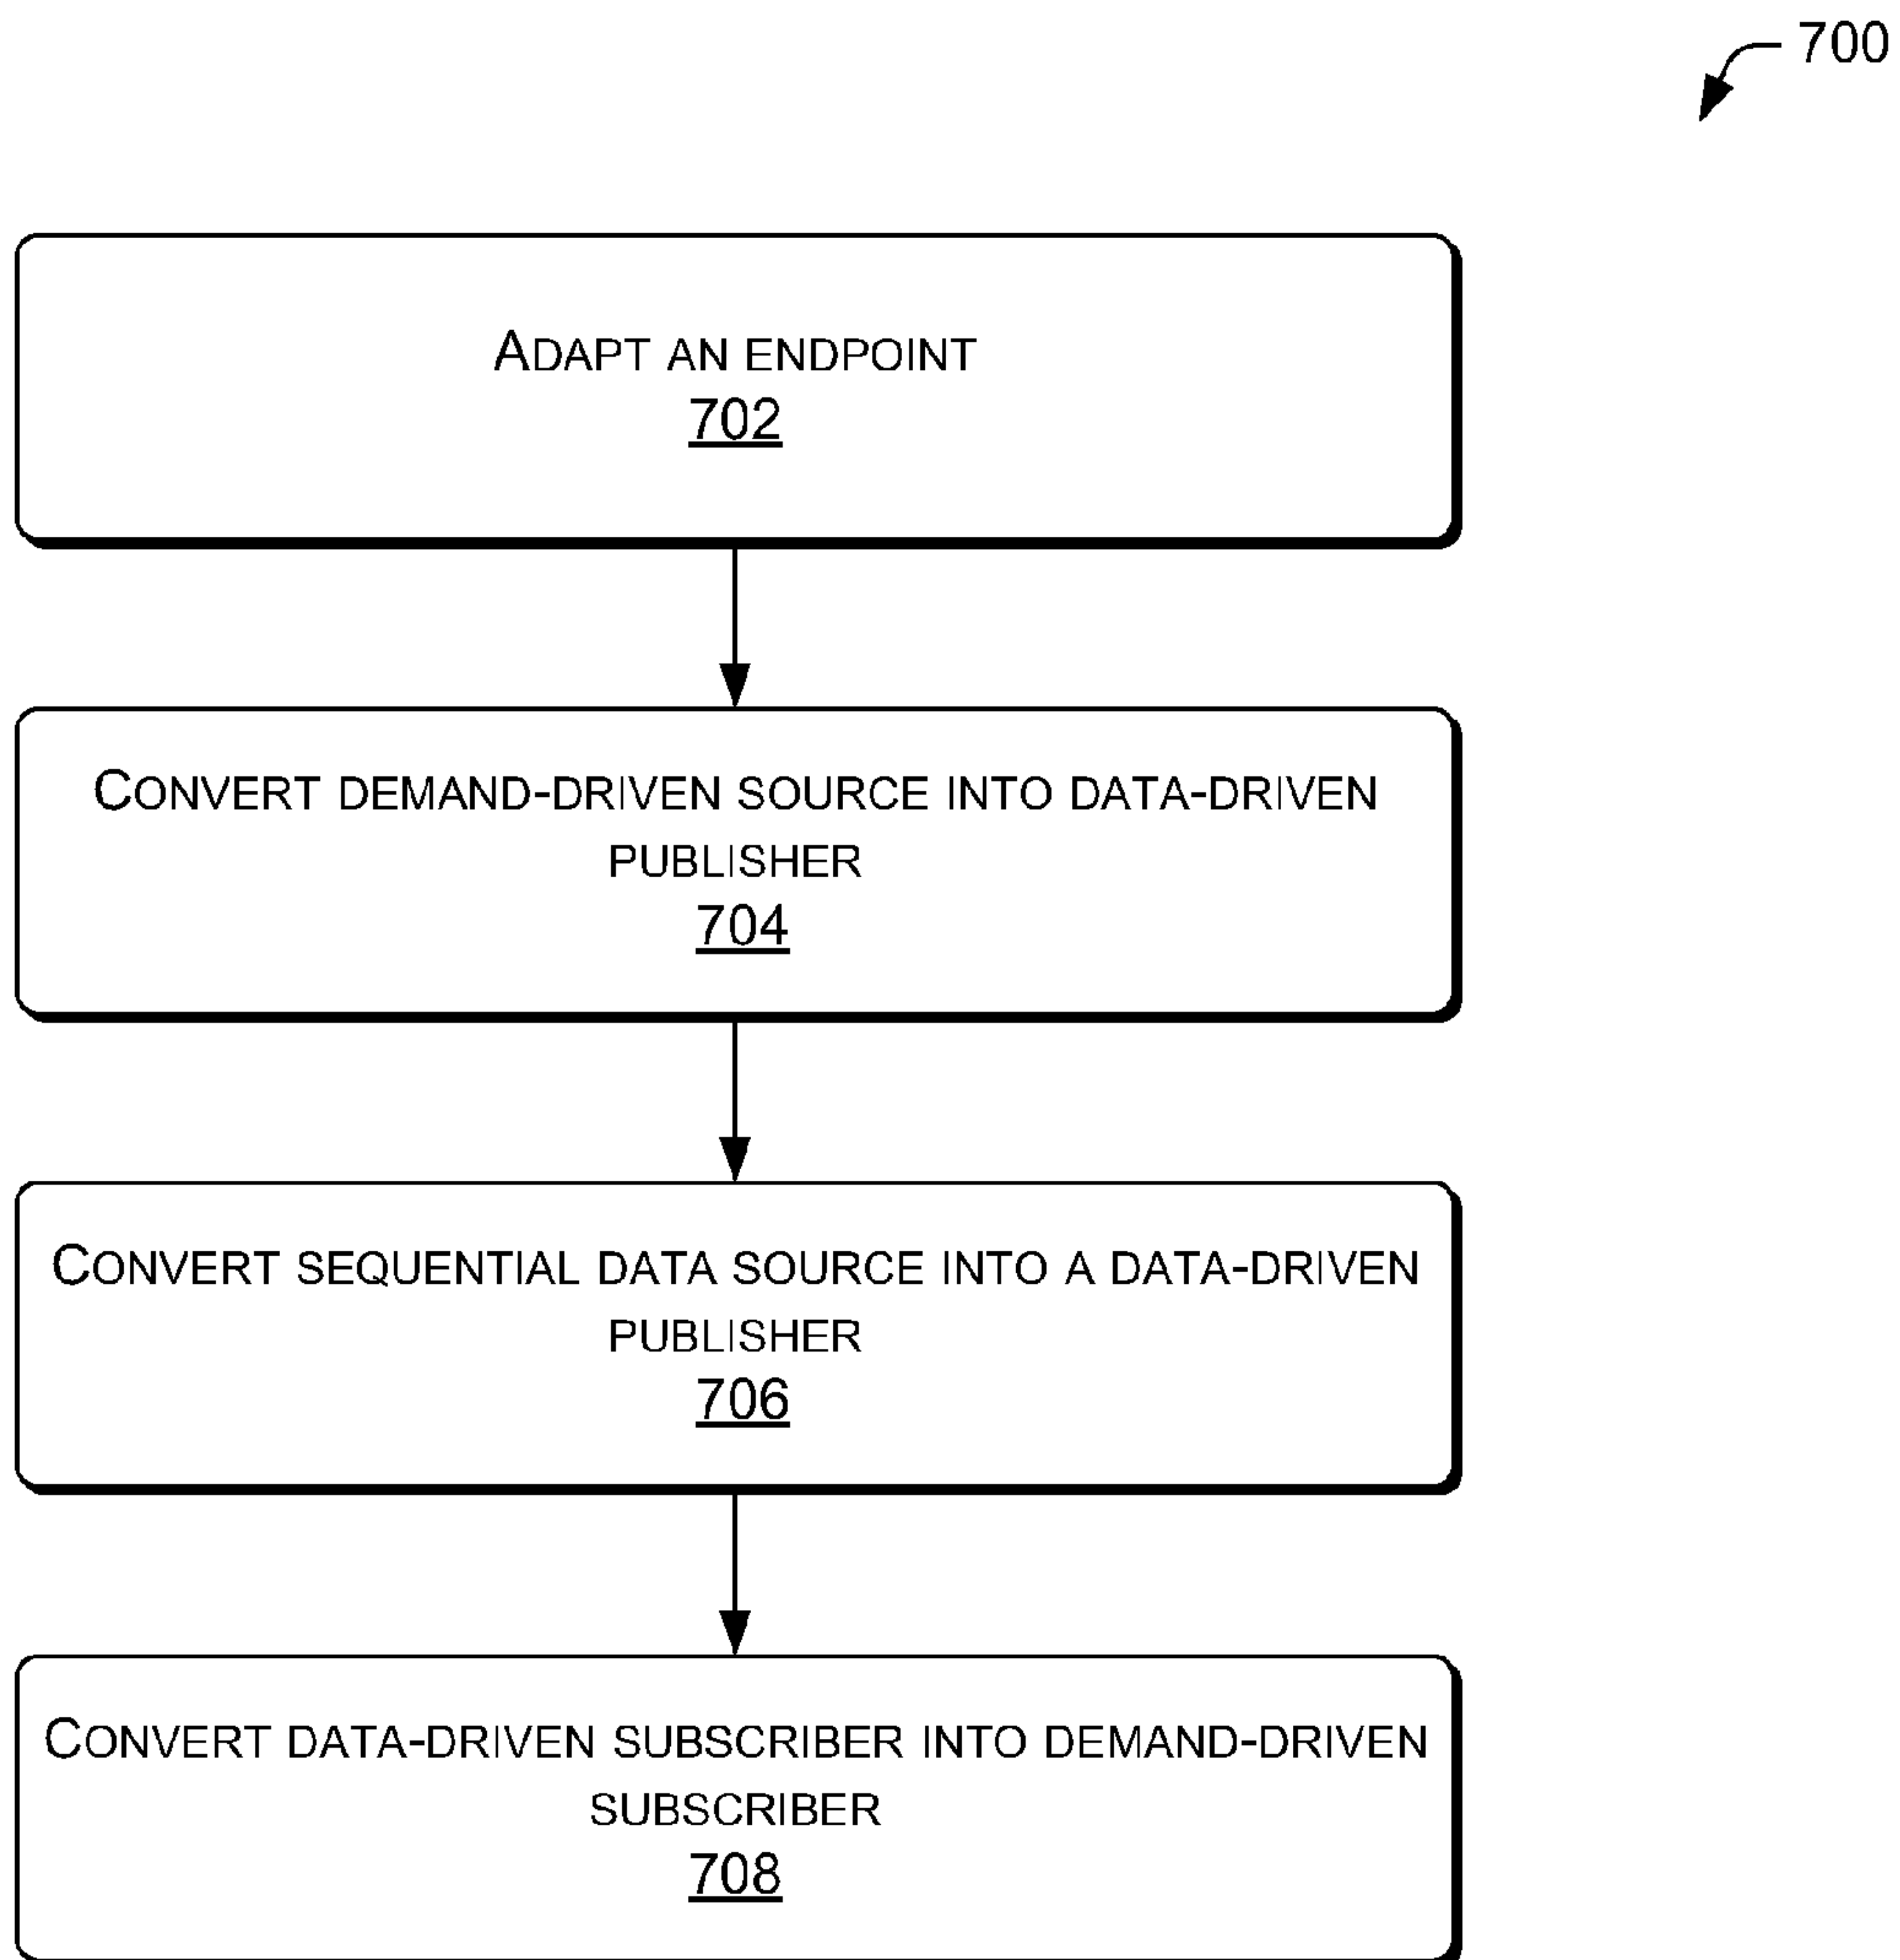 700
Adapt an endpoint
702
Convert demand-driven source into data-driven
publisher
704
Convert sequential data source into a data-driven
publisher
706
Convert data-driven subscriber into demand-driven
subscriber
708